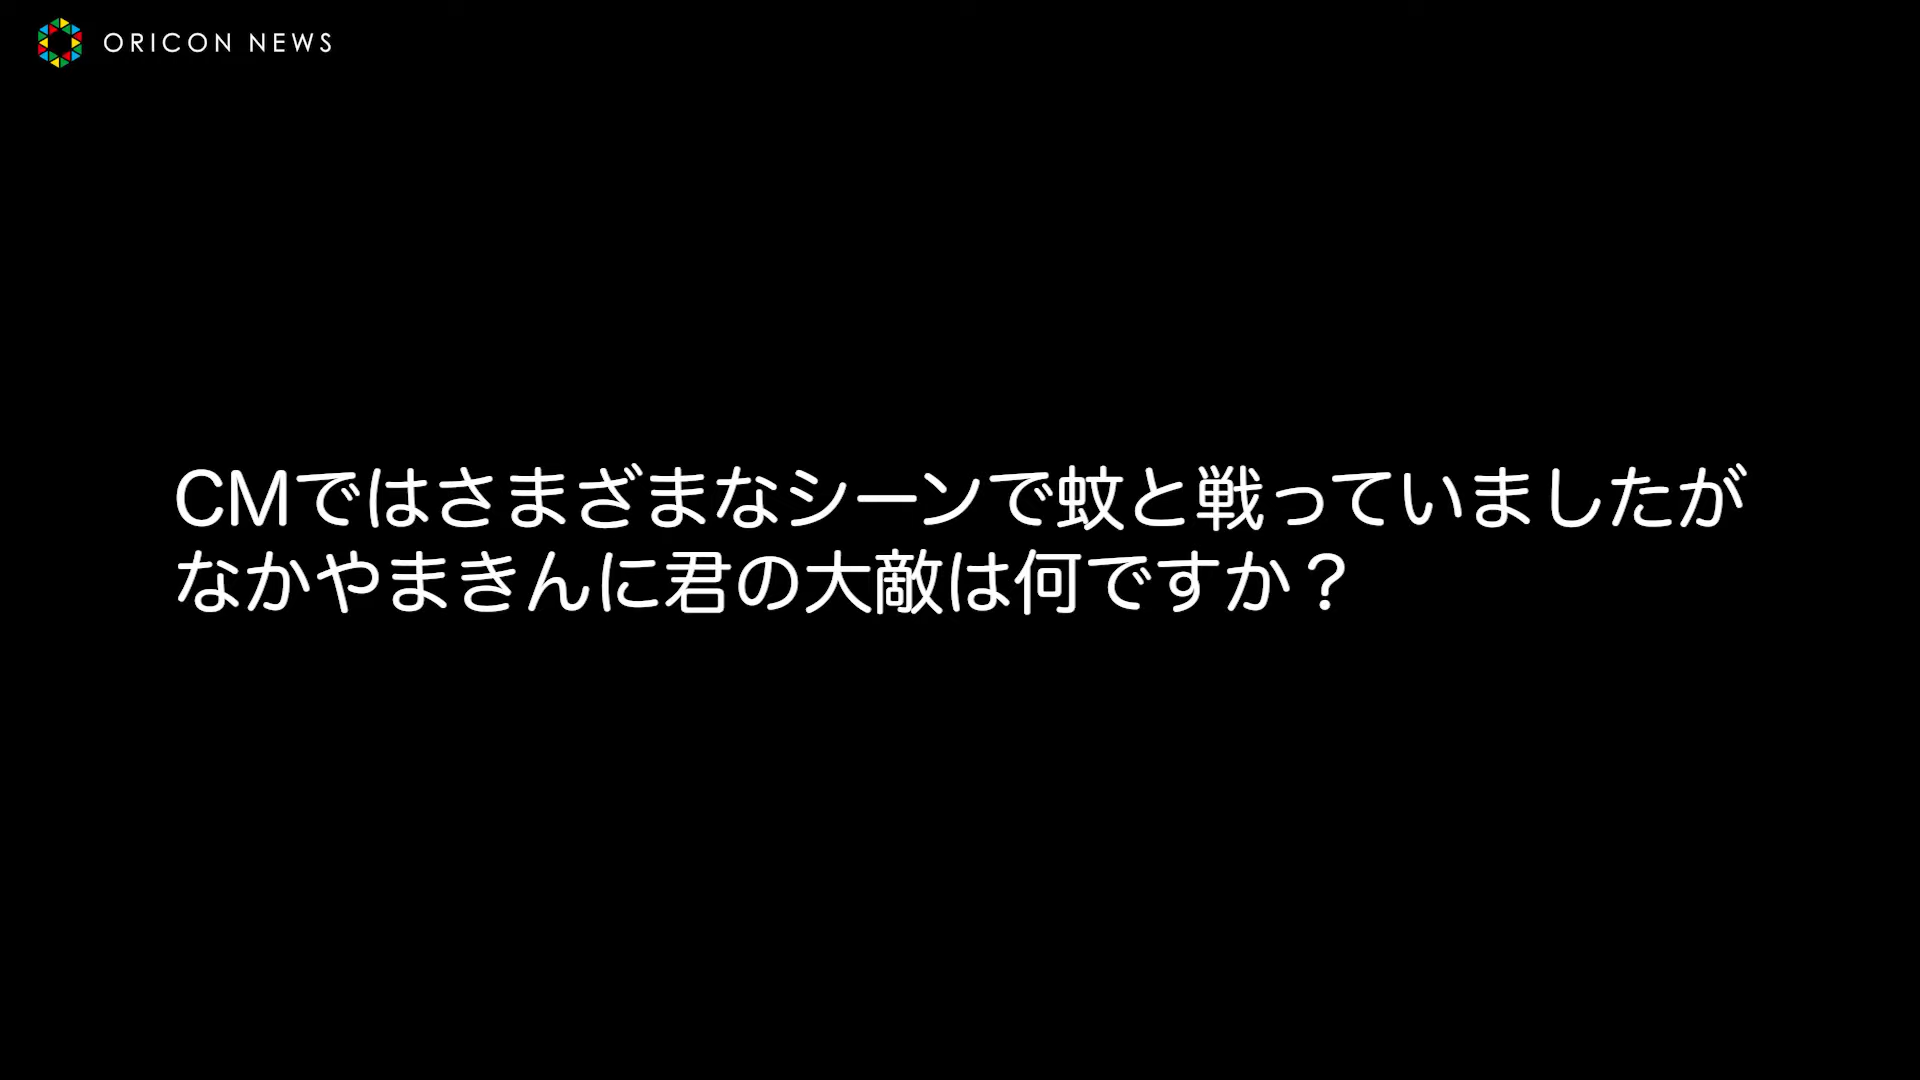 ORICON NEWS
CMではさまざまなシーンで蚊と戦っていましたが
なかやまきんに君の大敵は何ですか？